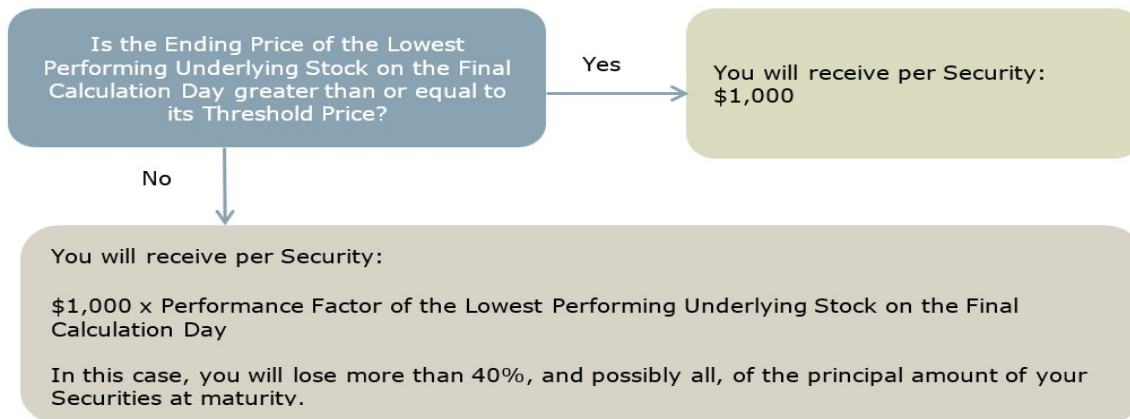 Is the Ending Price of the Lowest
Performing Underlying Stock on the Final
Calculation Day greater than or equal to
its Threshold Price?
Yes
You will receive per Security:
$1,000
No
You will receive per Security:
$1,000 x Performance Factor of the Lowest Performing Underlying Stock on the Final
Calculation Day
In this case, you will lose more than 40%, and possibly all, of the principal amount of your
Securities at maturity.